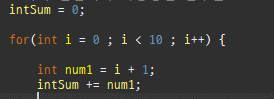 intSum = 0;
for(int i = 0 ; i < 10 ; i++) {
int num1 = i + 1;
intSum += num1;